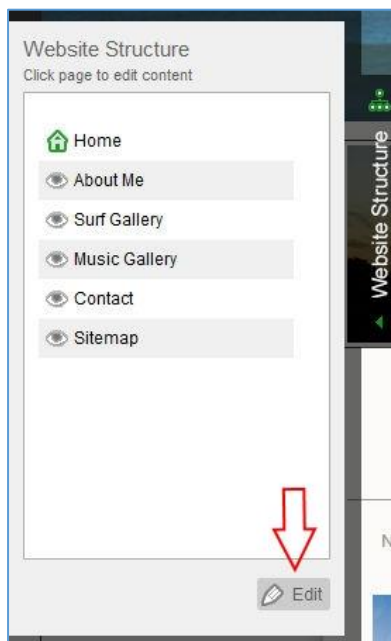 Website Structure
Click page to edit content
Home
About Me
Surf Gallery
Music Gallery
Contact
Sitemap
Edit
Website Structure
N